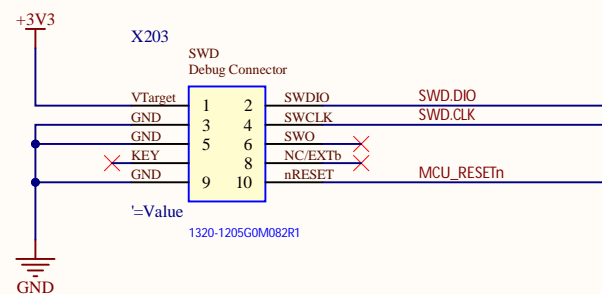 +3V3
X203
SWD
Debug Connector
VTarget 1 2 SWDIO SWD.DIO
GND 3 4 SWCLK SWD.CLK
GND 5 6 SWO
KEY 8 NC/EXTb
GND 9 10 nRESET MCU_RESETn
'=Value
1320-1205G0M082R1
GND